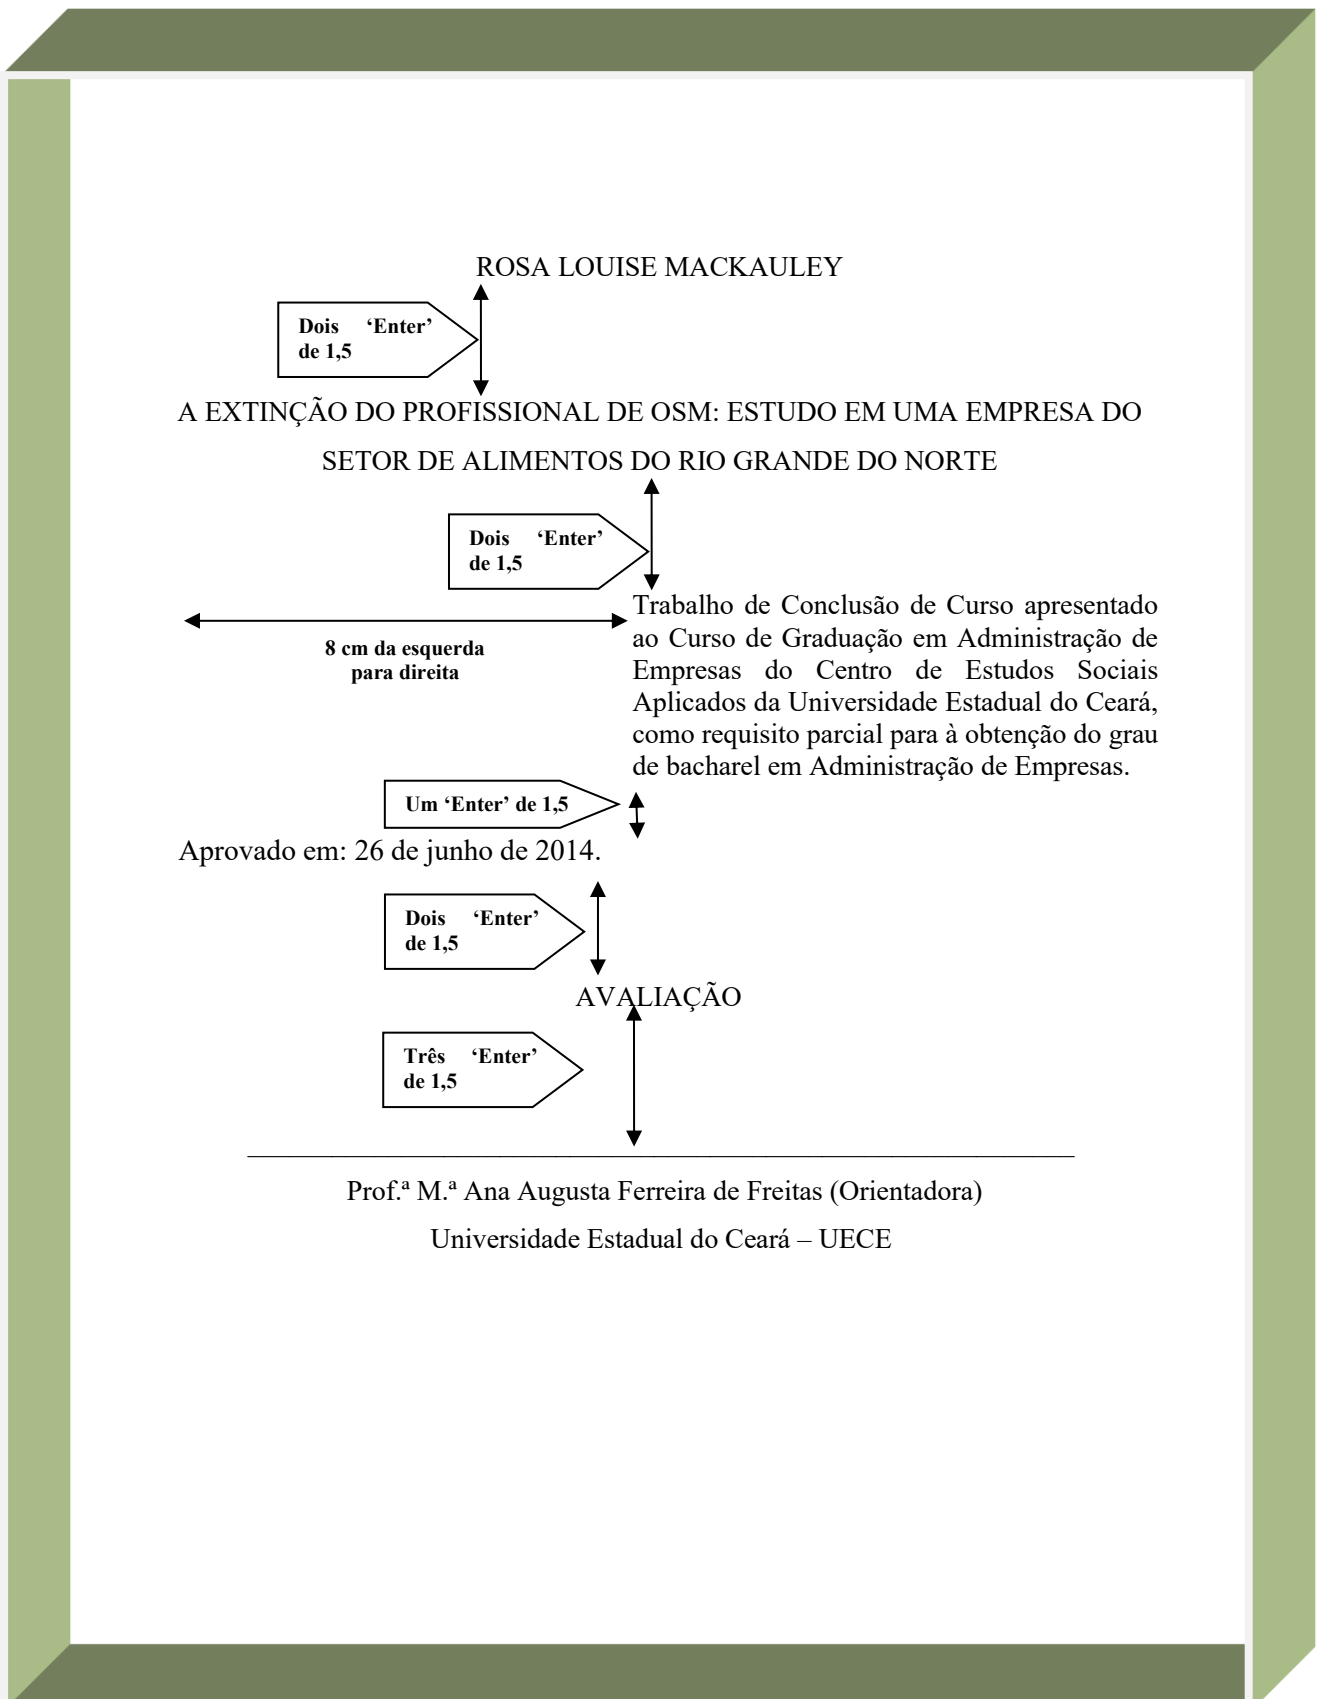 ROSA LOUISE MACKAULEY
Dois ‘Enter’
de 1,5
A EXTINÇÃO DO PROFISSIONAL DE OSM: ESTUDO EM UMA EMPRESA DO
SETOR DE ALIMENTOS DO RIO GRANDE DO NORTE
Dois ‘Enter’
de 1,5
8 cm da esquerda
para direita
Trabalho de Conclusão de Curso apresentado
ao Curso de Graduação em Administração de
Empresas do Centro de Estudos Sociais
Aplicados da Universidade Estadual do Ceará,
como requisito parcial para à obtenção do grau
de bacharel em Administração de Empresas.
Um ‘Enter’ de 1,5
Aprovado em: 26 de junho de 2014.
Dois ‘Enter’
de 1,5
AVALIAÇÃO
Três ‘Enter’
de 1,5
Prof.ª M.ª Ana Augusta Ferreira de Freitas (Orientadora)
Universidade Estadual do Ceará – UECE